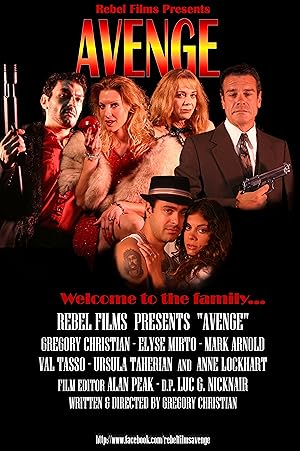 Rebel Films Presents
AVENGE
Welcome to the family...
REBEL FILMS PRESENTS "AVENGE"
GREGORY CHRISTIAN - ELYSE MIRTO - MARK ARNOLD
VAL TASSO - URSULA TAHERIAN AND ANNE LOCKHART
FILM EDITOR ALAN PEAK - D.P. LUC G. NICKNAIR
WRITTEN & DIRECTED BY GREGORY CHRISTIAN
http://www.facebook.com/rebelfilmsavenge